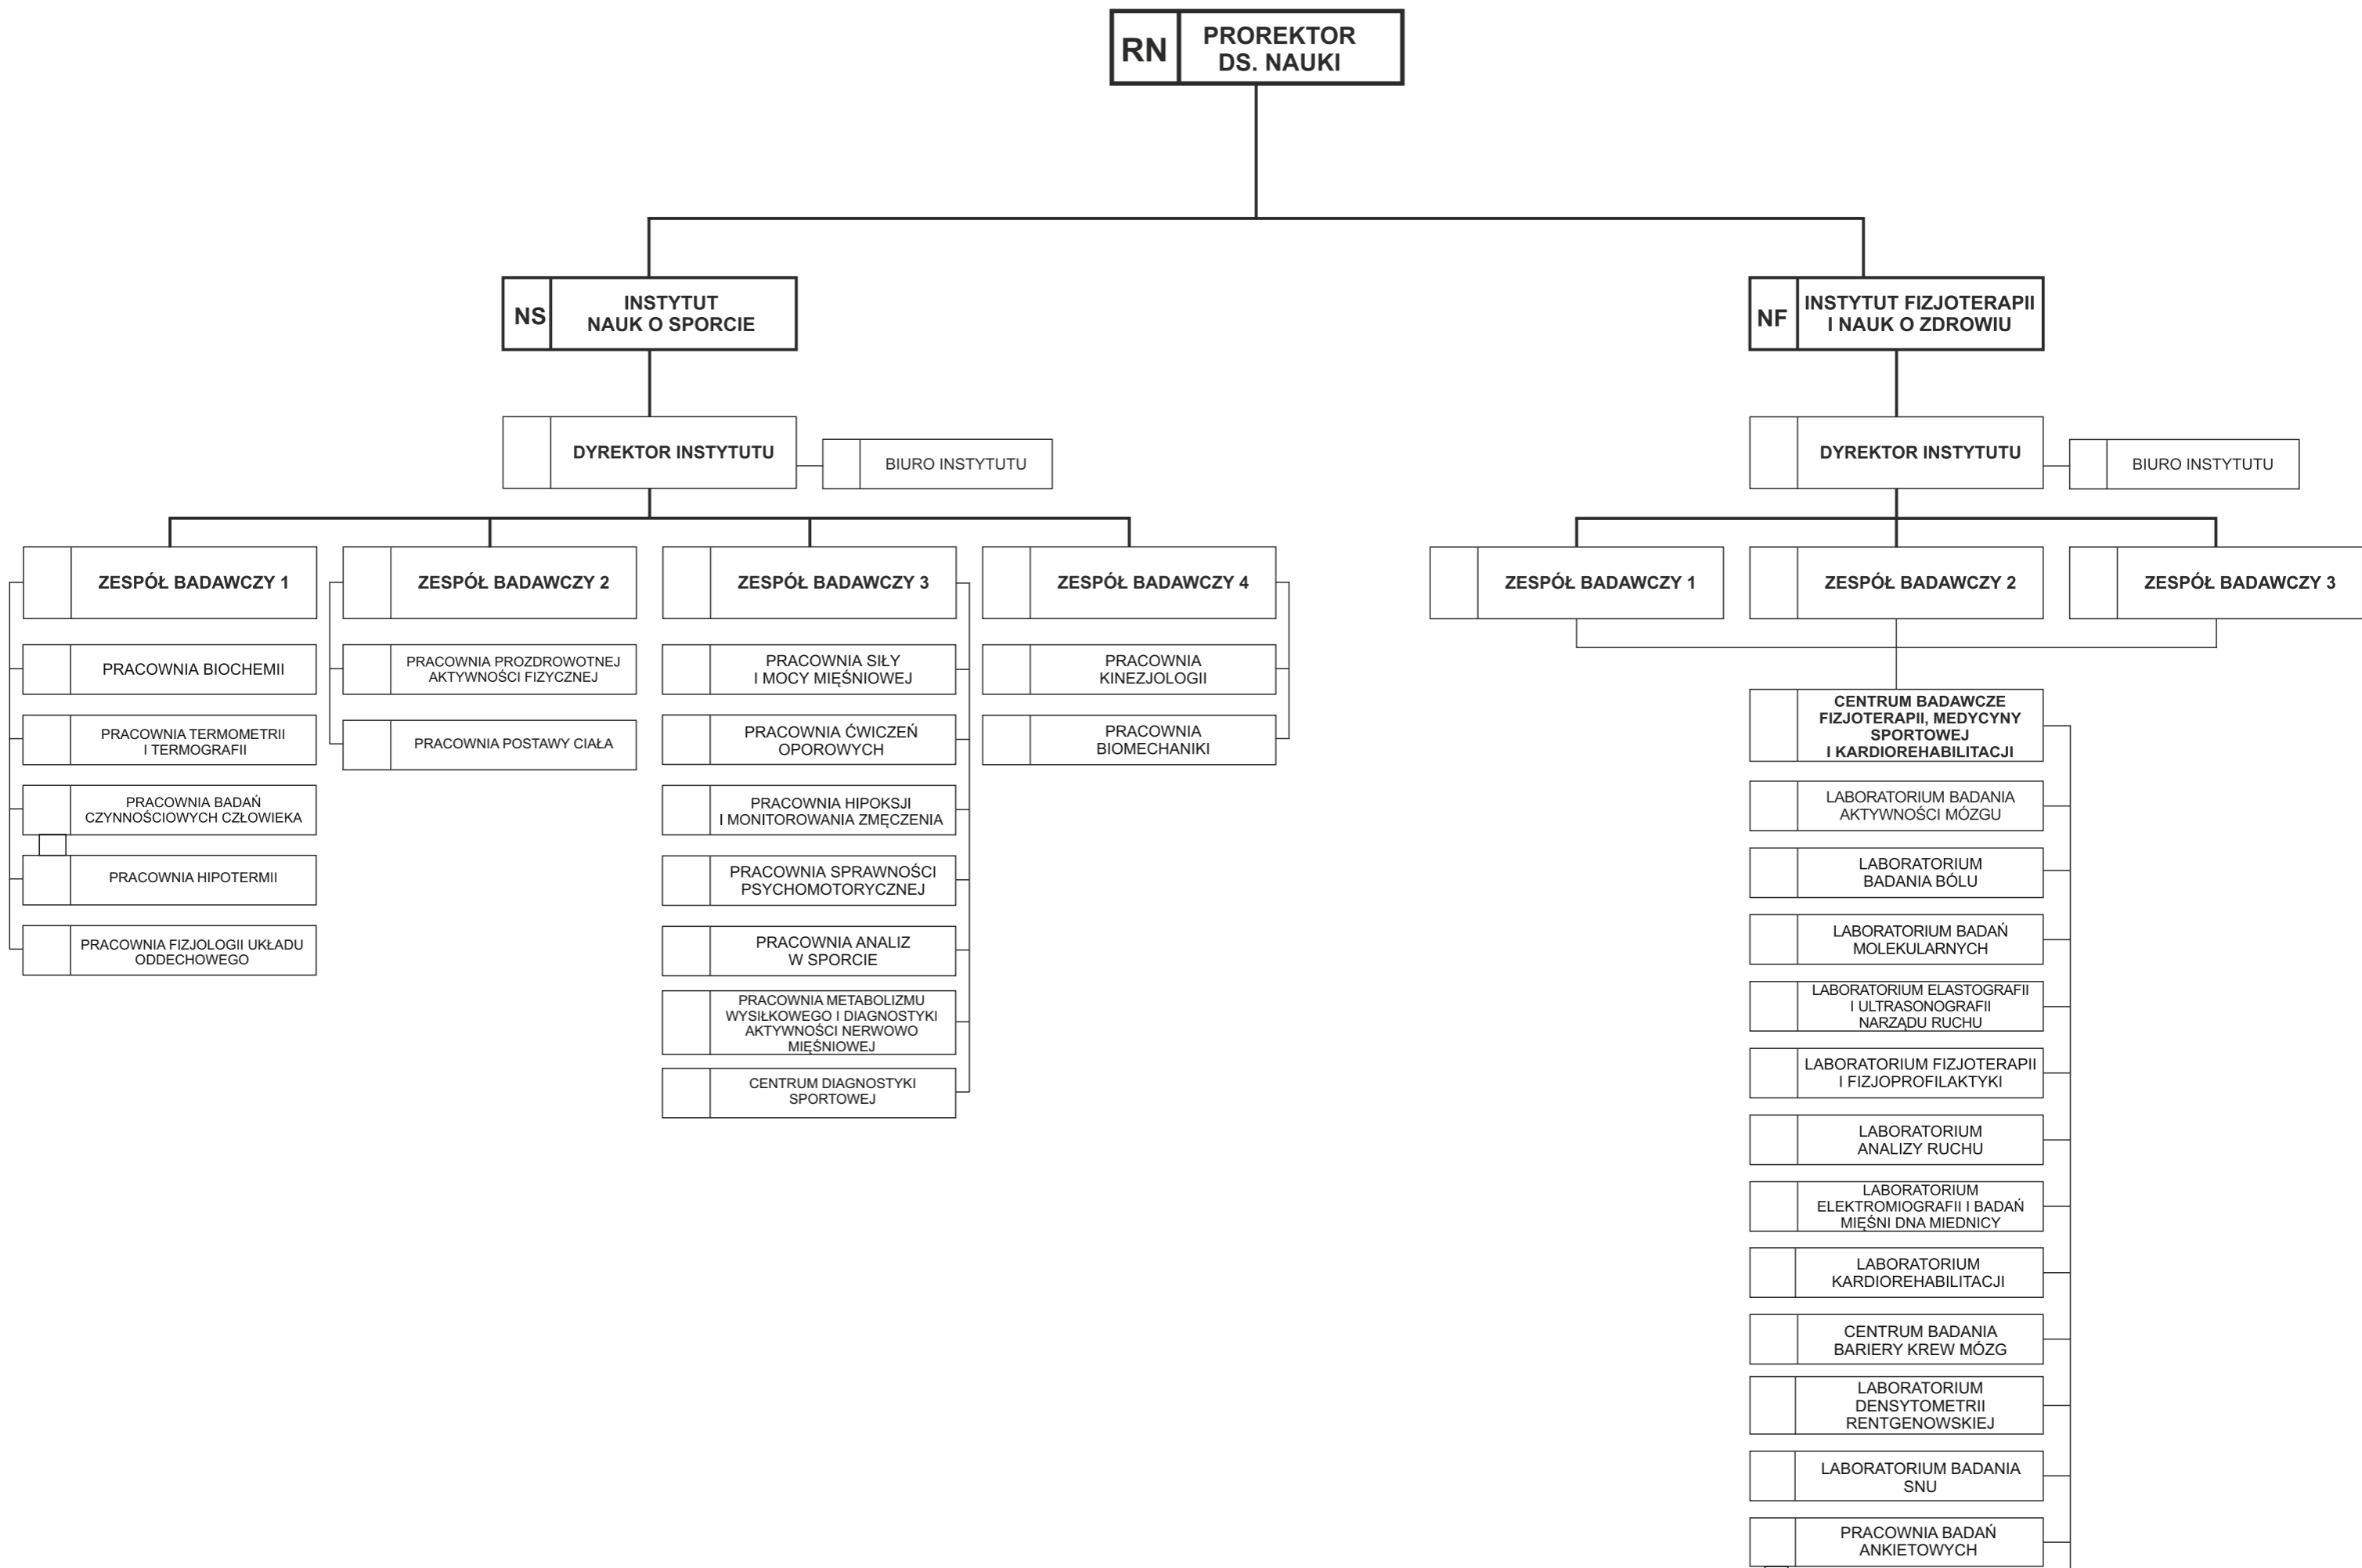 RN
PROREKTOR
DS. NAUKI
NS
INSTYTUT
NAUK O SPORCIE
NF
INSTYTUT FIZJOTERAPII
I NAUK O ZDROWIU
DYREKTOR INSTYTUTU
BIURO INSTYTUTU
DYREKTOR INSTYTUTU
BIURO INSTYTUTU
ZESPÓŁ BADAWCZY 1
PRACOWNIA BIOCHEMII
PRACOWNIA TERMOMETRII
I TERMOGRAFII
PRACOWNIA BADAŃ
CZYNNOŚCIOWYCH CZŁOWIEKA
PRACOWNIA HIPOTERMII
PRACOWNIA FIZJOLOGII UKŁADU
ODDECHOWEGO
ZESPÓŁ BADAWCZY 2
PRACOWNIA PROZDROWOTNEJ
AKTYWNOŚCI FIZYCZNEJ
PRACOWNIA POSTAWY CIAŁA
ZESPÓŁ BADAWCZY 3
PRACOWNIA SIŁY
I MOCY MIĘŚNIOWEJ
PRACOWNIA ĆWICZEŃ
OPOROWYCH
PRACOWNIA HIPOKSJI
I MONITOROWANIA ZMĘCZENIA
PRACOWNIA SPRAWNOŚCI
PSYCHOMOTORYCZNEJ
PRACOWNIA ANALIZ
W SPORCIE
PRACOWNIA METABOLIZMU
WYSIŁKOWEGO I DIAGNOSTYKI
AKTYWNOŚCI NERWOWO
MIĘŚNIOWEJ
CENTRUM DIAGNOSTYKI
SPORTOWEJ
ZESPÓŁ BADAWCZY 4
PRACOWNIA
KINEZJOLOGII
PRACOWNIA
BIOMECHANIKI
ZESPÓŁ BADAWCZY 1
ZESPÓŁ BADAWCZY 2
ZESPÓŁ BADAWCZY 3
CENTRUM BADAWCZE
FIZJOTERAPII, MEDYCYNY
SPORTOWEJ
I KARDIOREHABILITACJI
LABORATORIUM BADANIA
AKTYWNOŚCI MÓZGU
LABORATORIUM
BADANIA BÓLU
LABORATORIUM BADAŃ
MOLEKULARNYCH
LABORATORIUM ELASTOGRAFII
I ULTRASONOGRAFII
NARZĄDU RUCHU
LABORATORIUM FIZJOTERAPII
I FIZJOPROFILAKTYKI
LABORATORIUM
ANALIZY RUCHU
LABORATORIUM
ELEKTROMIOGRAFII I BADAŃ
MIĘŚNI DNA MIEDNICY
LABORATORIUM
KARDIOREHABILITACJI
CENTRUM BADANIA
BARIERY KREW MÓZG
LABORATORIUM
DENSYTOMETRII
RENTGENOWSKIEJ
LABORATORIUM BADANIA
SNU
PRACOWNIA BADAŃ
ANKIETOWYCH